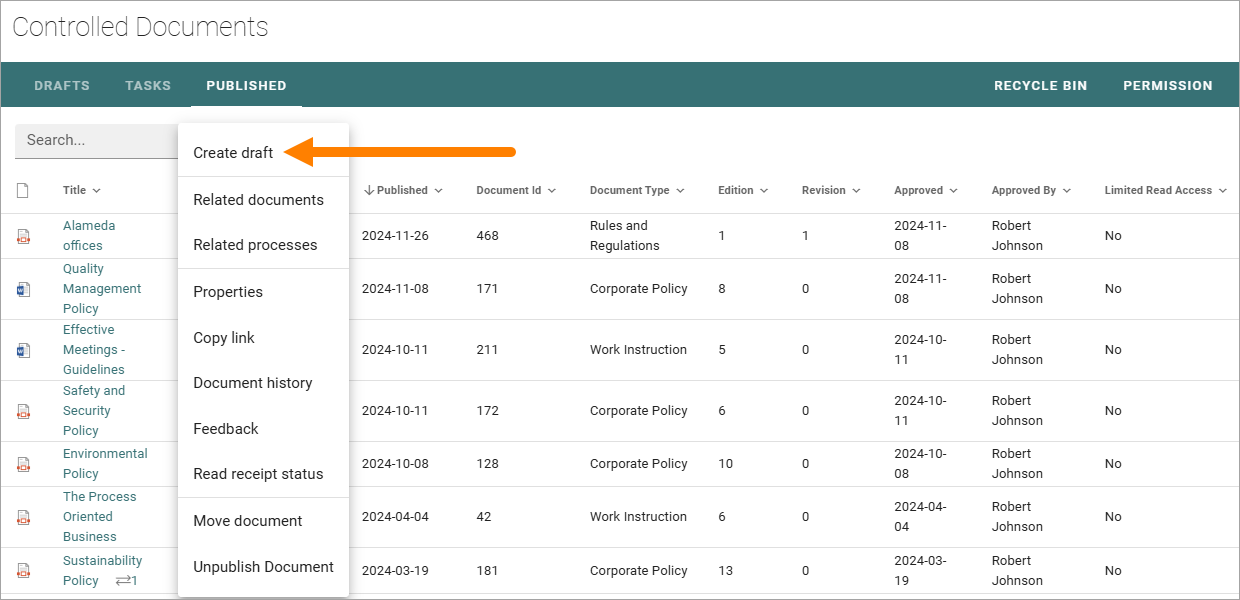 Controlled Documents
DRAFTS TASKS PUBLISHED RECYCLE BIN PERMISSION
Search...
Create draft
Related documents
Related processes
Properties
Copy link
Document history
Feedback
Read receipt status
Move document
Unpublish Document
Title Published Document Id Document Type Edition Revision Approved Approved By Limited Read Access
Alameda
offices
2024-11-26 468
Rules and
Regulations
1 1
2024-11-
08
Robert
Johnson
No
Quality
Management
Policy
2024-11-08 171 Corporate Policy 8 0
2024-11-
08
Robert
Johnson
No
Effective
Meetings -
Guidelines
2024-10-11 211 Work Instruction 5 0
2024-10-
11
Robert
Johnson
No
Safety and
Security
Policy
2024-10-11 172 Corporate Policy 6 0
2024-10-
11
Robert
Johnson
No
Environmental
Policy
2024-10-08 128 Corporate Policy 10 0
2024-10-
08
Robert
Johnson
No
The Process
Oriented
Business
2024-04-04 42 Work Instruction 6 0
2024-04-
04
Robert
Johnson
No
Sustainability
Policy 1
2024-03-19 181 Corporate Policy 13 0
2024-03-
19
Robert
Johnson
No